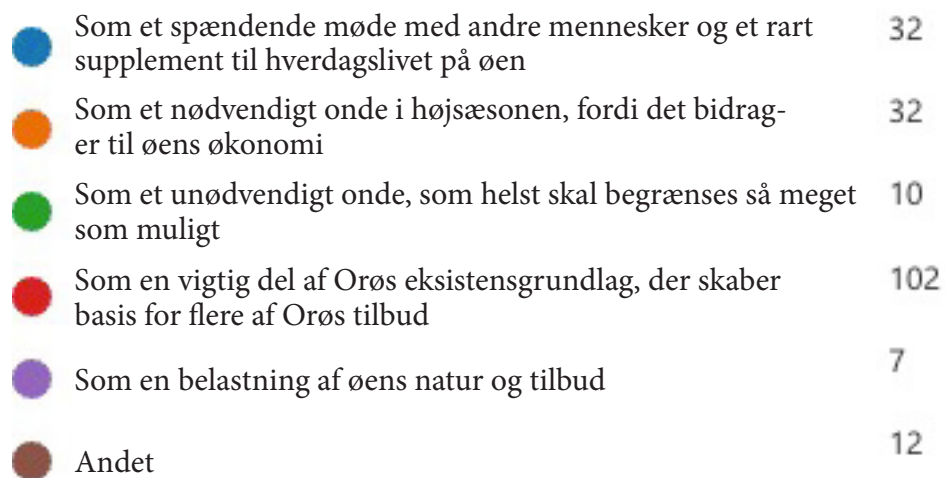 Som et spændende møde med andre mennesker og et rart 32
supplement til hverdagslivet på øen
Som et nødvendigt onde i højsæsonen, fordi det bidrag- 32
er til øens økonomi
Som et unødvendigt onde, som helst skal begrænses så meget 10
som muligt
Som en vigtig del af Orøs eksistensgrundlag, der skaber 102
basis for flere af Orøs tilbud
Som en belastning af øens natur og tilbud 7
Andet 12